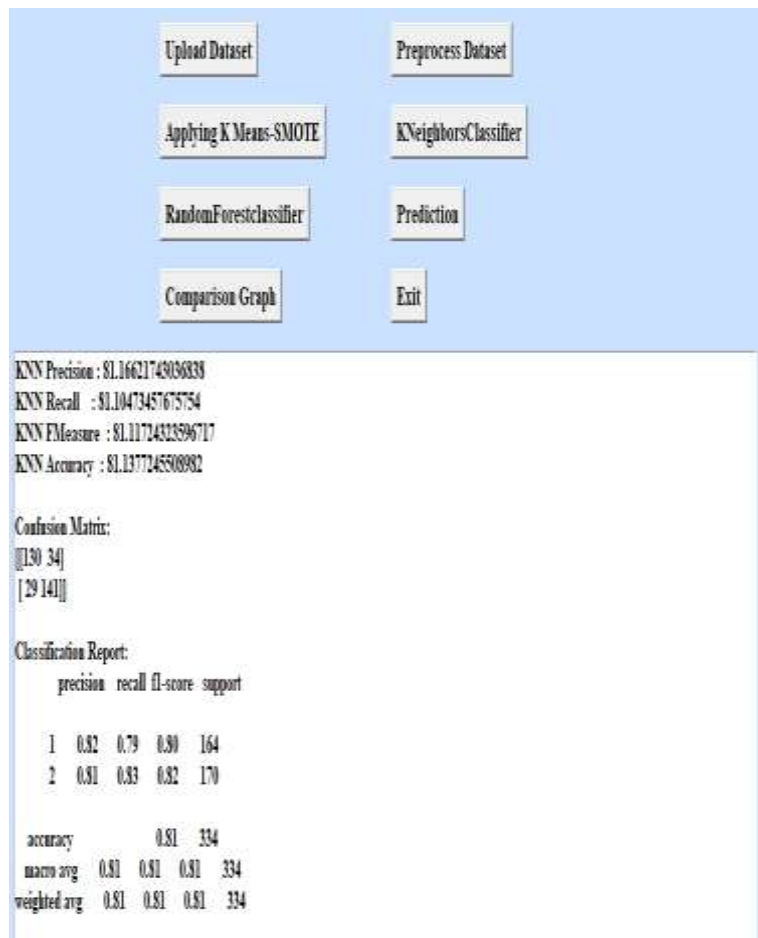 Upload Dataset Preprocess Dataset
Applying K Means-SMOTE KNeighborsClassifier
RandomForestclassifier Prediction
Comparison Graph Exit
KNN Precision : 81.16621743036838
KNN Recall : 81.10473457675754
KNN FMeasure : 81.11724323596717
KNN Accuracy : 81.1377245508982
Confusion Matrix:
[[130 34]
[ 29 141]]
Classification Report:
precision recall f1-score support
1 0.82 0.79 0.80 164
2 0.81 0.83 0.82 170
accuracy 0.81 334
macro avg 0.81 0.81 0.81 334
weighted avg 0.81 0.81 0.81 334